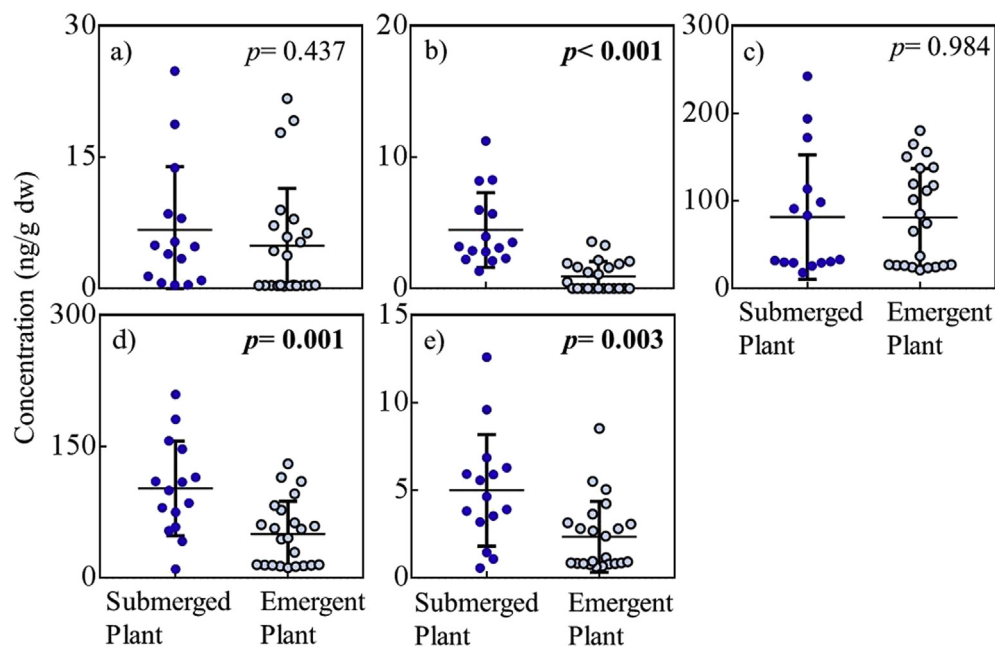 Concentration (ng/g dw)
30
15
0
a)
p= 0.437
20
10
0
b)
p< 0.001
300
200
100
0
c)
p= 0.984
Submerged
Plant
Emergent
Plant
300
150
0
d)
p= 0.001
Submerged
Plant
Emergent
Plant
15
10
5
0
e)
p= 0.003
Submerged
Plant
Emergent
Plant